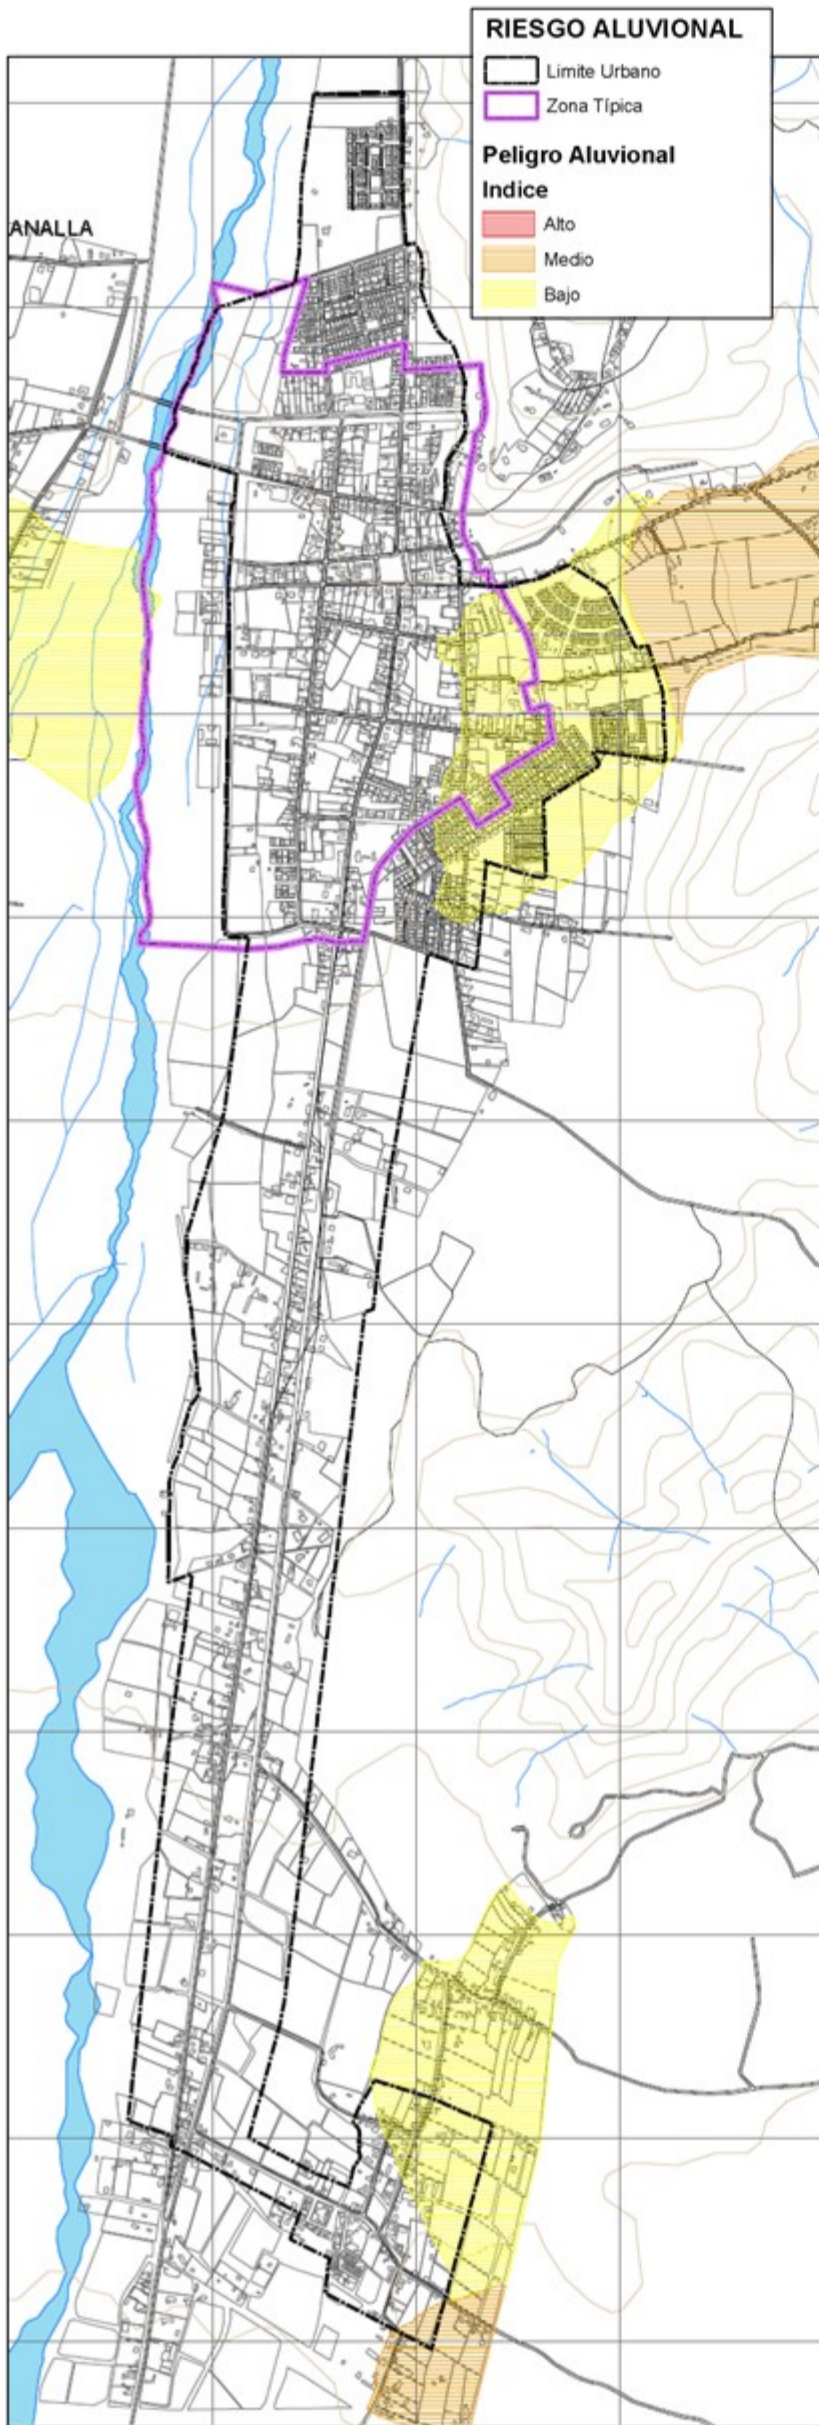 RIESGO ALUVIONAL
Limite Urbano
Zona Típica
Peligro Aluvional
Indice
Alto
Medio
Bajo
ANALLA